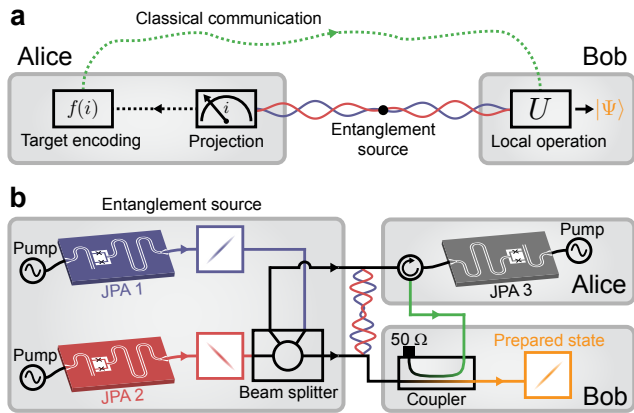 a
Classical communication
Alice
Bob
f(i)
i
U
|Ψ⟩
Target encoding
Projection
Entanglement
source
Local operation
b
Entanglement source
Pump
JPA 1
Pump
JPA 2
Beam splitter
Pump
JPA 3
Alice
50 Ω
Prepared state
Coupler
Bob